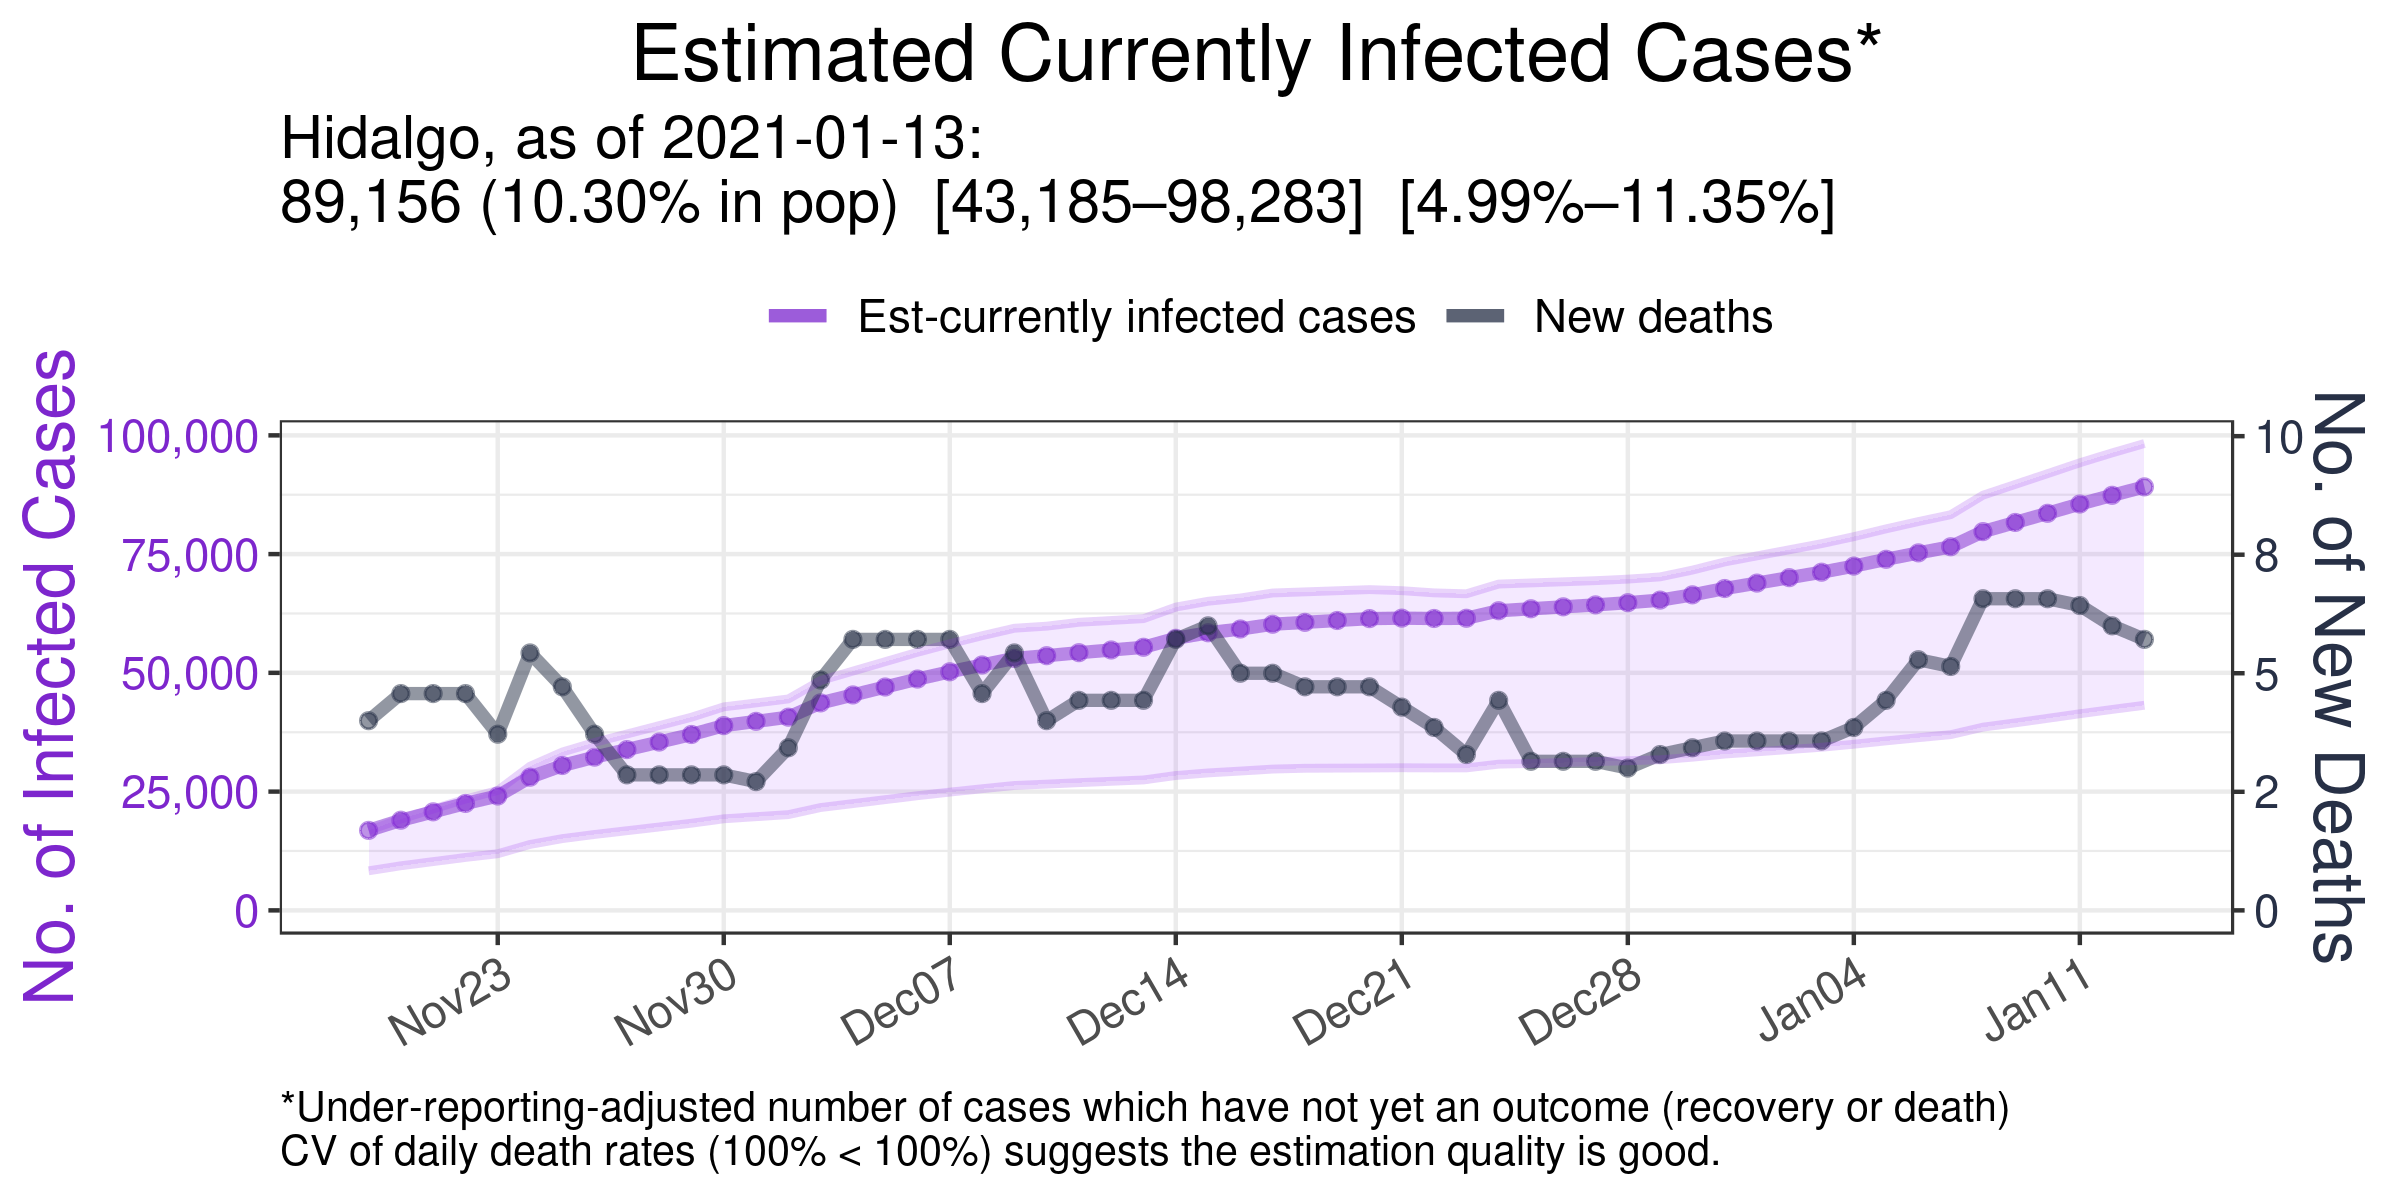 Estimated Currently Infected Cases*
Hidalgo, as of 2021-01-13:
89,156 (10.30% in pop)  [43,185–98,283]  [4.99%–11.35%]
Est-currently infected cases
New deaths
No. of Infected Cases
100,000
75,000
50,000
25,000
0
10
8
5
2
0
No. of New Deaths
Nov23
Nov30
Dec07
Dec14
Dec21
Dec28
Jan04
Jan11
*Under-reporting-adjusted number of cases which have not yet an outcome (recovery or death)
CV of daily death rates (100% < 100%) suggests the estimation quality is good.